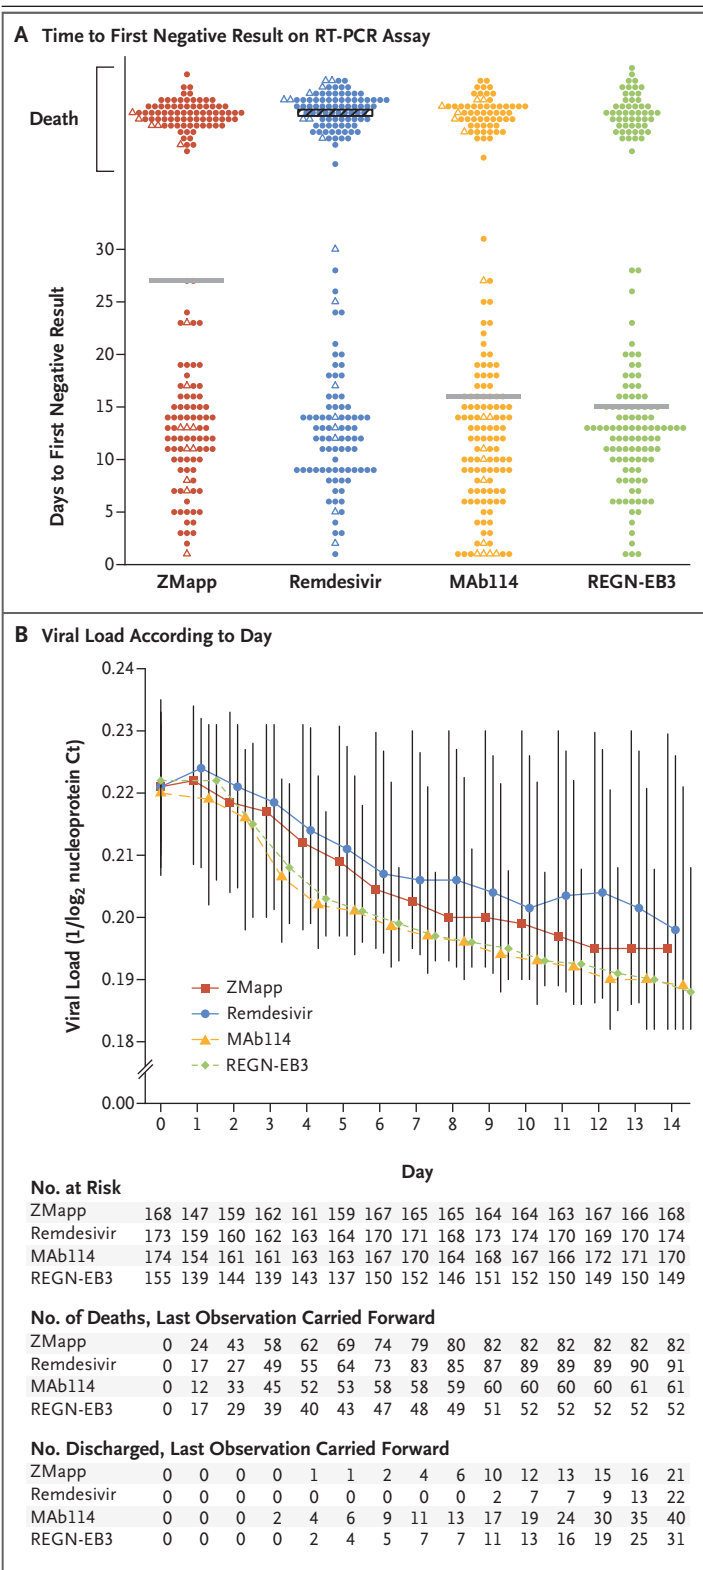 A Time to First Negative Result on RT-PCR Assay
Death
Days to First Negative Result
30
25
20
15
10
5
0
ZMapp Remdesivir MAb114 REGN-EB3
B Viral Load According to Day
Viral Load (1/log2 nucleoprotein Ct)
0.24
0.23
0.22
0.21
0.20
0.19
0.18
0.00
ZMapp
Remdesivir
MAb114
REGN-EB3
0 1 2 3 4 5 6 7 8 9 10 11 12 13 14
Day
No. at Risk
ZMapp 168 147 159 162 161 159 167 165 165 164 164 163 167 166 168
Remdesivir 173 159 160 162 163 164 170 171 168 173 174 170 169 170 174
MAb114 174 154 161 161 163 163 167 170 164 168 167 166 172 171 170
REGN-EB3 155 139 144 139 143 137 150 152 146 151 152 150 149 150 149
No. of Deaths, Last Observation Carried Forward
ZMapp 0 24 43 58 62 69 74 79 80 82 82 82 82 82 82
Remdesivir 0 17 27 49 55 64 73 83 85 87 89 89 89 90 91
MAb114 0 12 33 45 52 53 58 58 59 60 60 60 60 61 61
REGN-EB3 0 17 29 39 40 43 47 48 49 51 52 52 52 52 52
No. Discharged, Last Observation Carried Forward
ZMapp 0 0 0 0 1 1 2 4 6 10 12 13 15 16 21
Remdesivir 0 0 0 0 0 0 0 0 0 2 7 7 9 13 22
MAb114 0 0 0 2 4 6 9 11 13 17 19 24 30 35 40
REGN-EB3 0 0 0 0 2 4 5 7 7 11 13 16 19 25 31